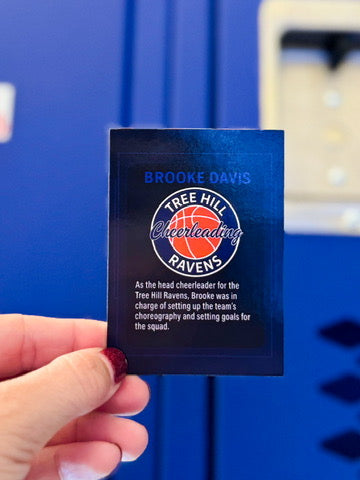 BROOKE DAVIS
TREE HILL
Cheerleading
RAVENS
As the head cheerleader for the
Tree Hill Ravens, Brooke was in
charge of setting up the team's
choreography and setting goals for
the squad.